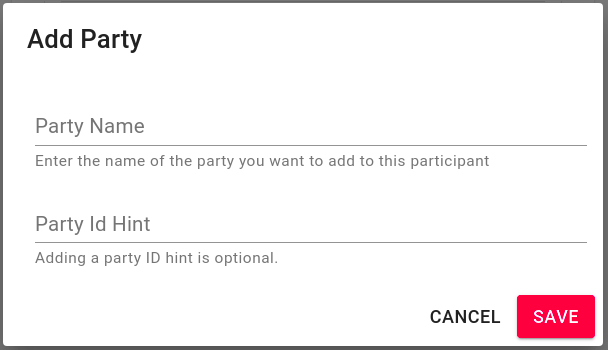 Add Party
Party Name
Enter the name of the party you want to add to this participant
Party Id Hint
Adding a party ID hint is optional.
CANCEL SAVE